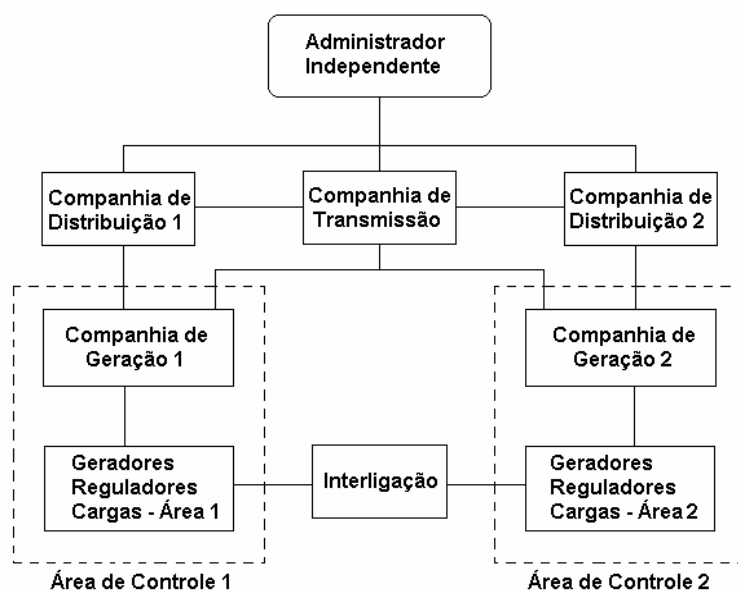 Administrador
Independente
Companhia de
Distribuição 1
Companhia de
Transmissão
Companhia de
Distribuição 2
Companhia de
Geração 1
Companhia de
Geração 2
Geradores
Reguladores
Cargas - Área 1
Interligação
Geradores
Reguladores
Cargas - Área 2
Área de Controle 1
Área de Controle 2